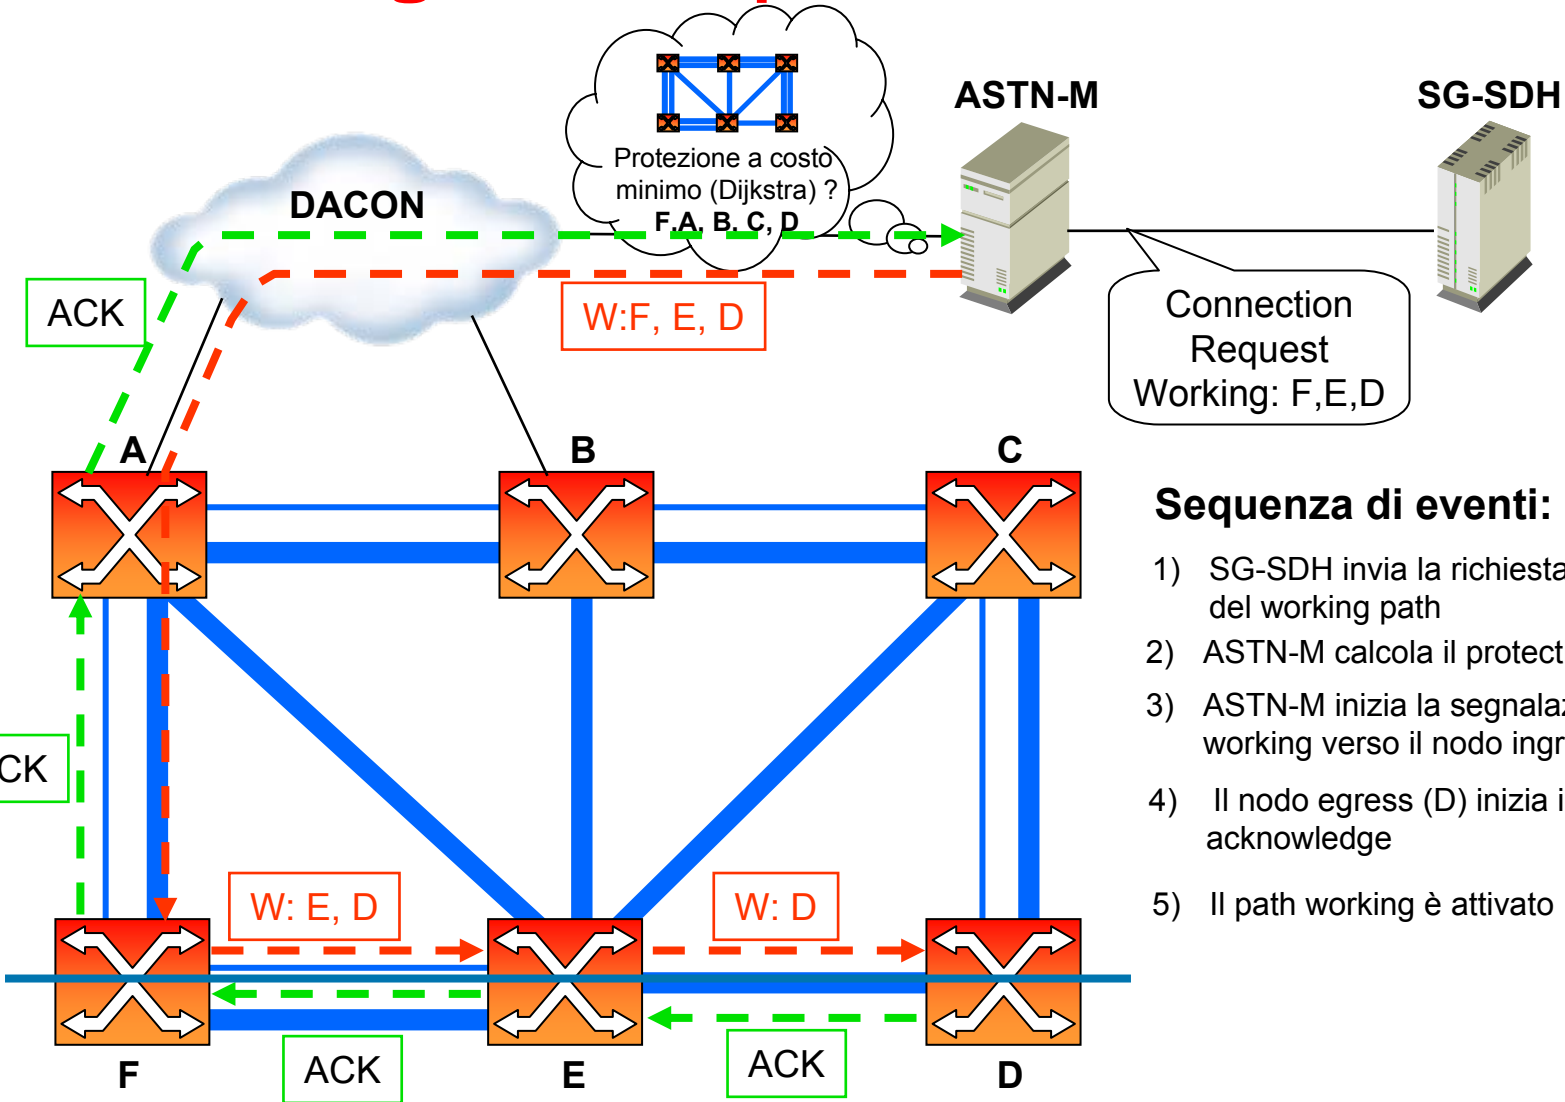 ASTN-M
SG-SDH
Protezione a costo
minimo (Dijkstra) ?
F,A, B, C, D
DACON
ACK
W:F, E, D
Connection
Request
Working: F,E,D
A
B
C
Sequenza di eventi:
1) SG-SDH invia la richiesta
del working path
2) ASTN-M calcola il protect
3) ASTN-M inizia la
working verso il nodo
4) Il nodo egress (D) inizia
acknowledge
5) Il path working è attivato
CK
W: E, D
W: D
ACK
ACK
F
E
D